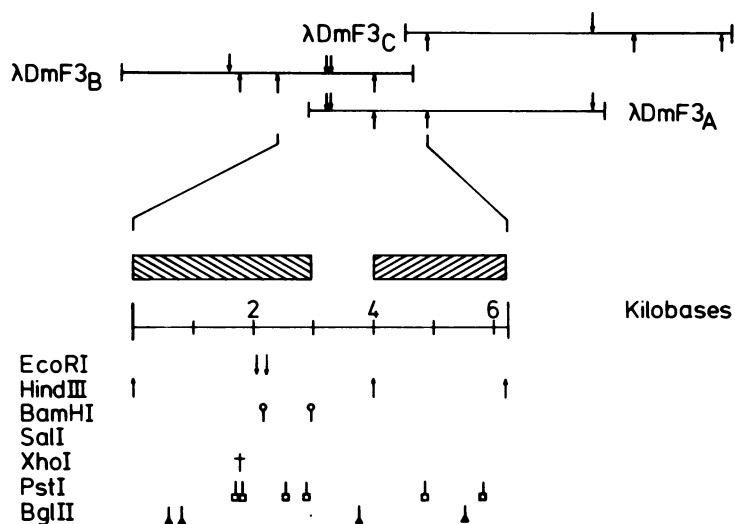 λDmF3C
λDmF3B
λDmF3A
2 4 6 Kilobases
EcoRI
HindIII
BamHI
SalI
XhoI
PstI
BglII